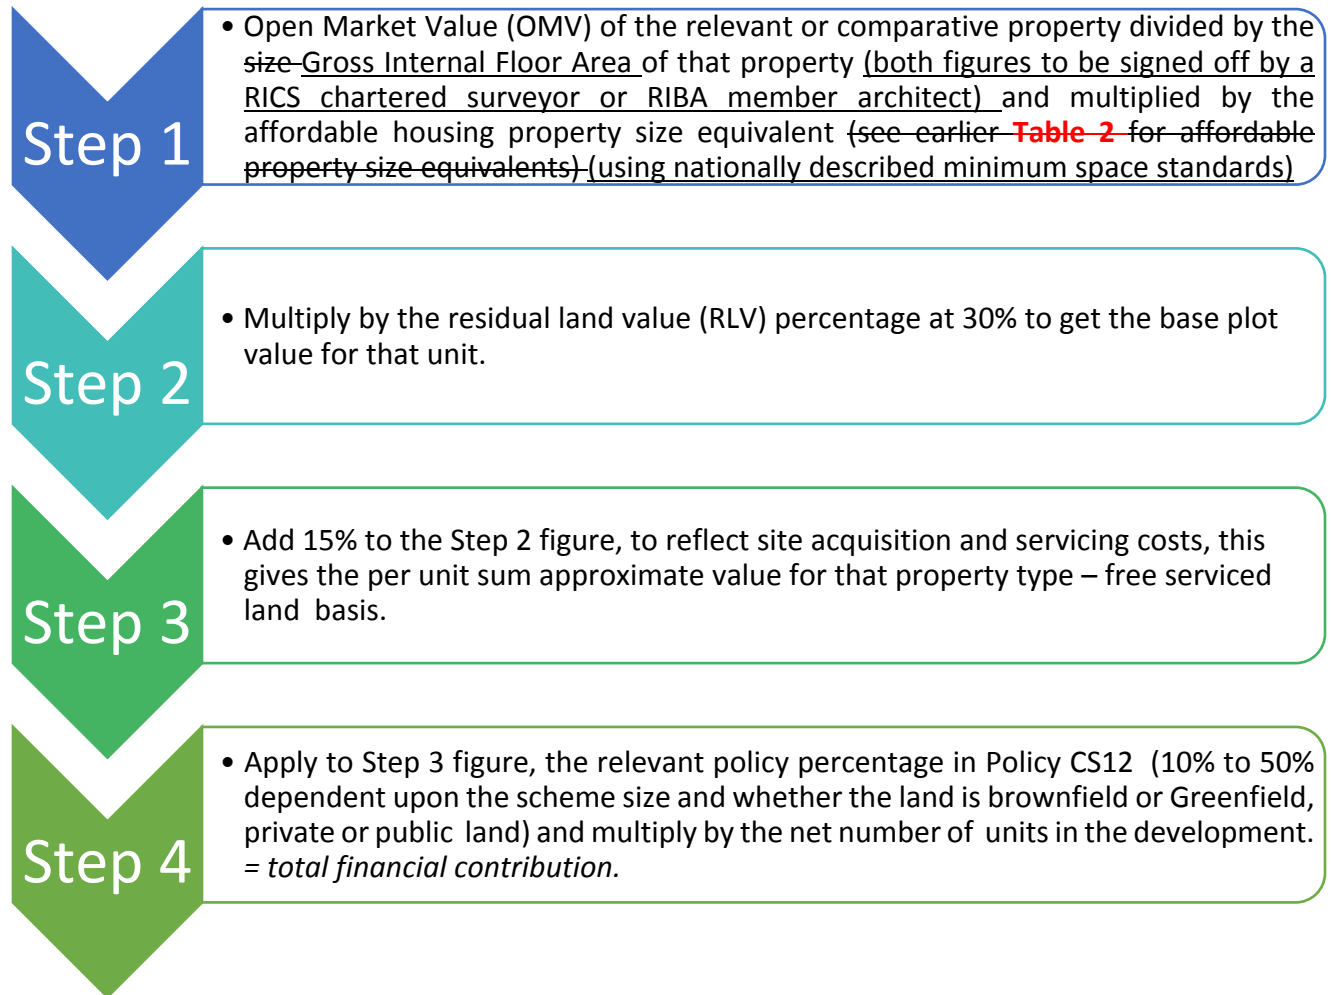 Step 1
• Open Market Value (OMV) of the relevant or comparative property divided by the
size Gross Internal Floor Area of that property (both figures to be signed off by a
RICS chartered surveyor or RIBA member architect) and multiplied by the
affordable housing property size equivalent (see earlier Table 2 for affordable
property size equivalents) (using nationally described minimum space standards)
Step 2
• Multiply by the residual land value (RLV) percentage at 30% to get the base plot
value for that unit.
Step 3
• Add 15% to the Step 2 figure, to reflect site acquisition and servicing costs, this
gives the per unit sum approximate value for that property type – free serviced
land basis.
Step 4
• Apply to Step 3 figure, the relevant policy percentage in Policy CS12 (10% to 50%
dependent upon the scheme size and whether the land is brownfield or Greenfield,
private or public land) and multiply by the net number of units in the development.
= total financial contribution.